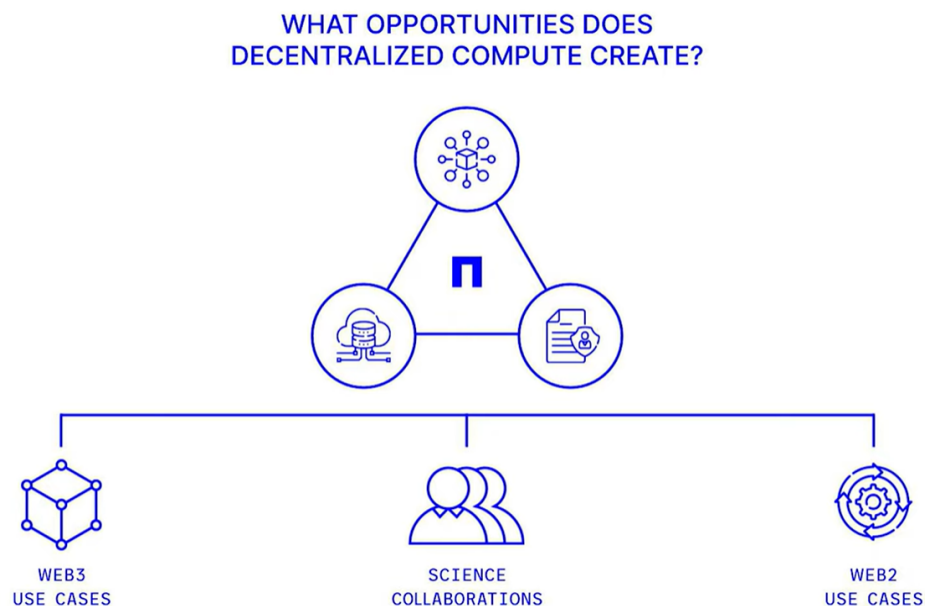 WHAT OPPORTUNITIES DOES
DECENTRALIZED COMPUTE CREATE?
WEB3
USE CASES
SCIENCE
COLLABORATIONS
WEB2
USE CASES